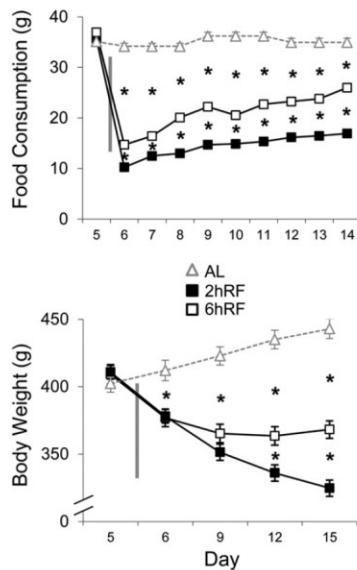 Food Consumption (g)
40
30
20
10
0
* * * * * * * * *
* * * * * * * * *
5 6 7 8 9 10 11 12 13 14
AL
2hRF
6hRF
Body Weight (g)
450
400
350
0
* * * *
* *
5 6 9 12 15
Day